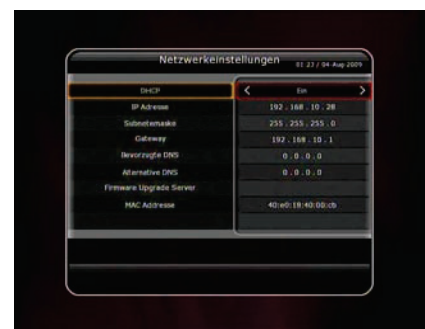 Netzwerkeinstellungen 01:23 / 04-Aug 2009
DHCP < Ein >
IP Adresse 192 . 168 . 10 . 28
Subnetmaske 255 . 255 . 255 . 0
Gateway 192 . 168 . 10 . 1
Bevorzugte DNS 0 . 0 . 0 . 0
Alternative DNS 0 . 0 . 0 . 0
Firmware Upgrade Server
MAC Addresse 40:e0:18:40:00:cb